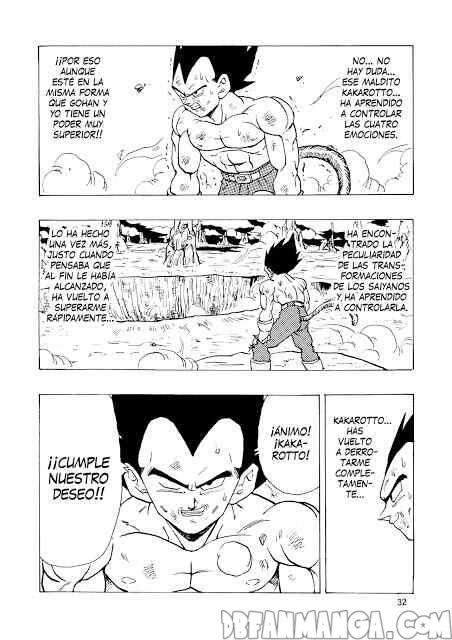 NO... NO
HAY DUDA...
ESE MALDITO
KAKAROTTO...
HA APRENDIDO
A CONTROLAR
LAS CUATRO
EMOCIONES.
¡¡POR ESO
AUNQUE
ESTÉ EN LA
MISMA FORMA
QUE GOHAN Y
YO TIENE UN
PODER MUY
SUPERIOR!!
HA ENCON-
TRADO LA
PECULIARIDAD
DE LAS TRANS-
FORMACIONES
DE LOS SAIYANOS
Y HA APRENDIDO
A CONTROLARLA.
LO HA HECHO
UNA VEZ MÁS,
JUSTO CUANDO
PENSABA QUE
AL FIN LE HABÍA
ALCANZADO,
HA VUELTO A
SUPERARME
RÁPIDAMENTE...
KAKAROTTO...
HAS
VUELTO
A DERRO-
TARME
COMPLE-
TAMEN-
TE...
¡ÁNIMO!
¡KAKA-
ROTTO!
¡¡CUMPLE
NUESTRO
DESEO!!
32
DBFANMANGA.COM